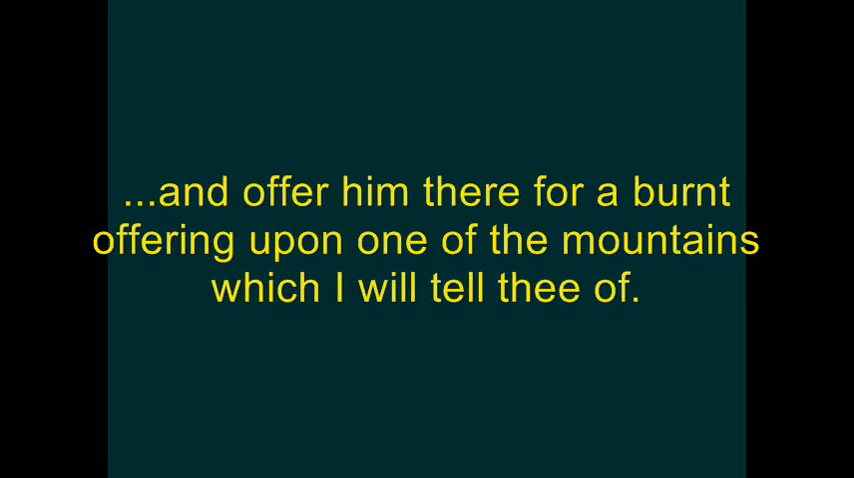 ...and offer him there for a burnt
offering upon one of the mountains
which I will tell thee of.